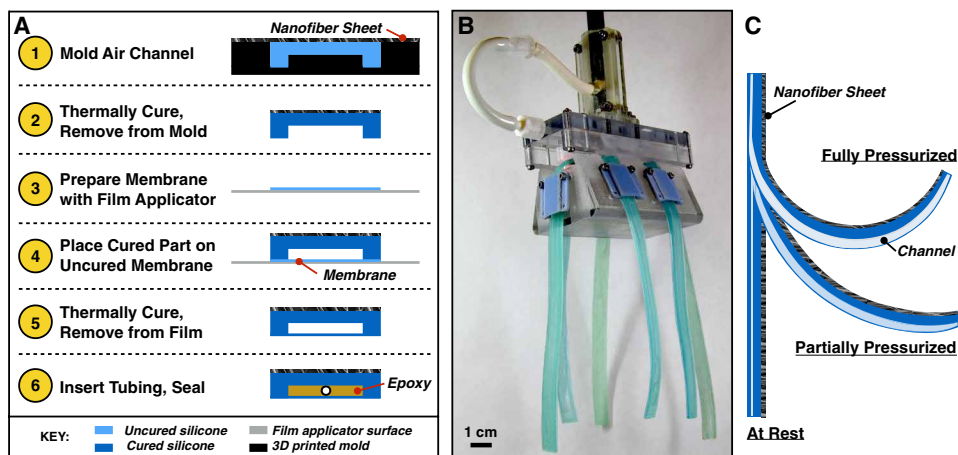 A
Nanofiber Sheet
1 Mold Air Channel
2 Thermally Cure,
Remove from Mold
3 Prepare Membrane
with Film Applicator
4 Place Cured Part on
Uncured Membrane
Membrane
5 Thermally Cure,
Remove from Film
6 Insert Tubing, Seal
Epoxy
KEY:
Uncured silicone
Film applicator surface
Cured silicone
3D printed mold
B
1 cm
C
Nanofiber Sheet
Fully Pressurized
Channel
Partially Pressurized
At Rest